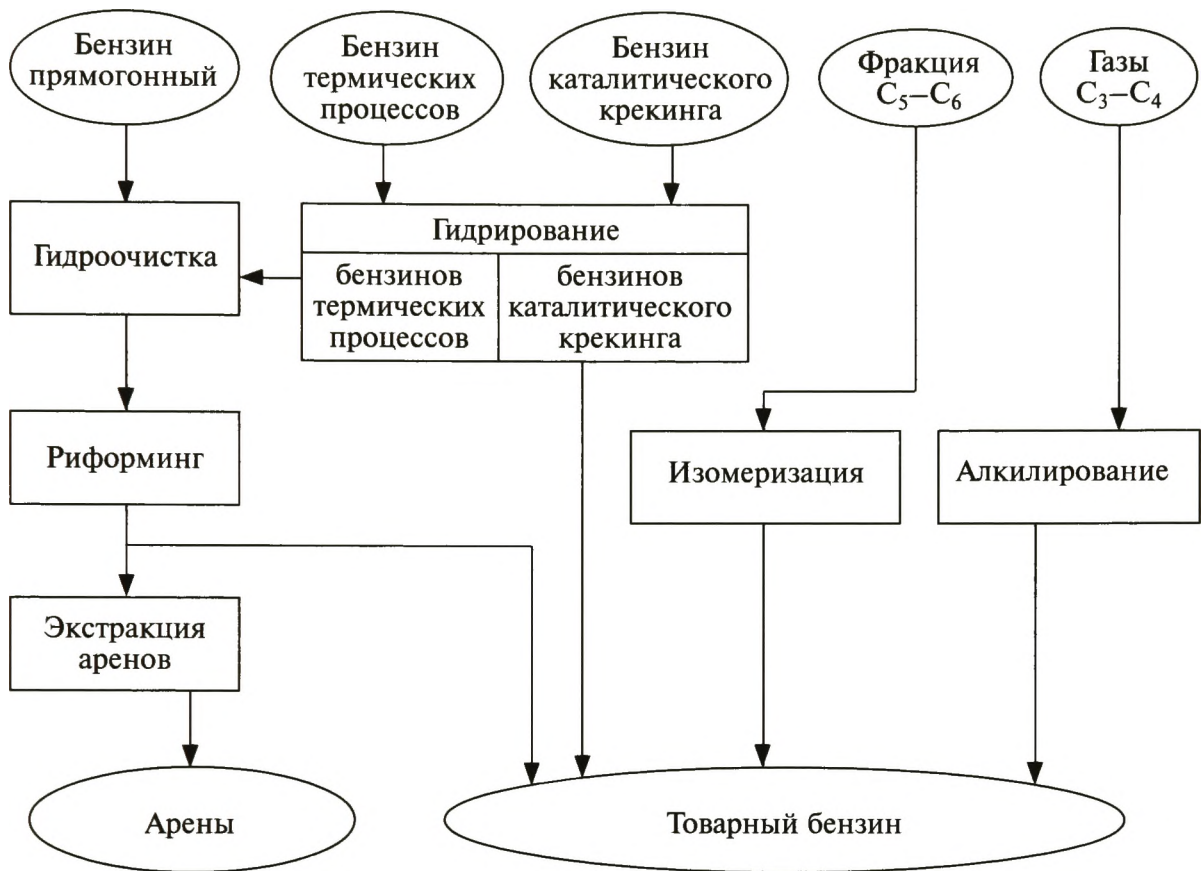 Бензин
прямогонный
Бензин
термических
процессов
Бензин
каталитического
крекинга
Фракция
C₅–C₆
Газы
C₃–C₄
Гидроочистка
Гидрирование
бензинов
термических
процессов
бензинов
каталитического
крекинга
Риформинг
Изомеризация
Алкилирование
Экстракция
аренов
Арены
Товарный бензин